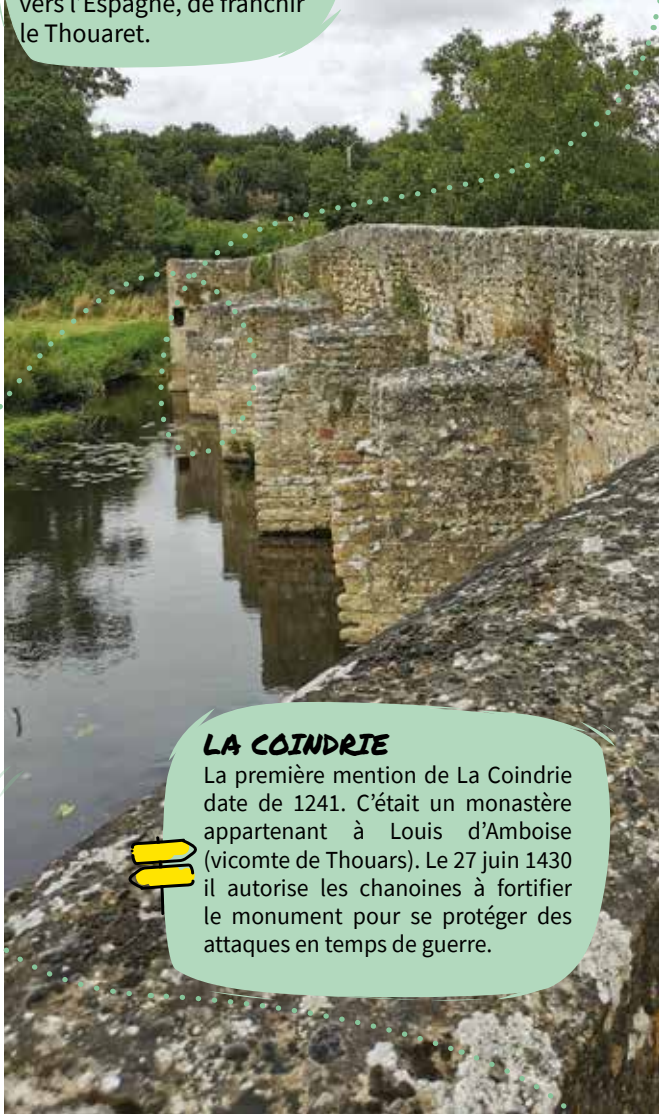 vers l'Espagne, de franchir
le Thouaret.
LA COINDRIE
La première mention de La Coindrie
date de 1241. C'était un monastère
appartenant à Louis d'Amboise
(vicomte de Thouars). Le 27 juin 1430
il autorise les chanoines à fortifier
le monument pour se protéger des
attaques en temps de guerre.